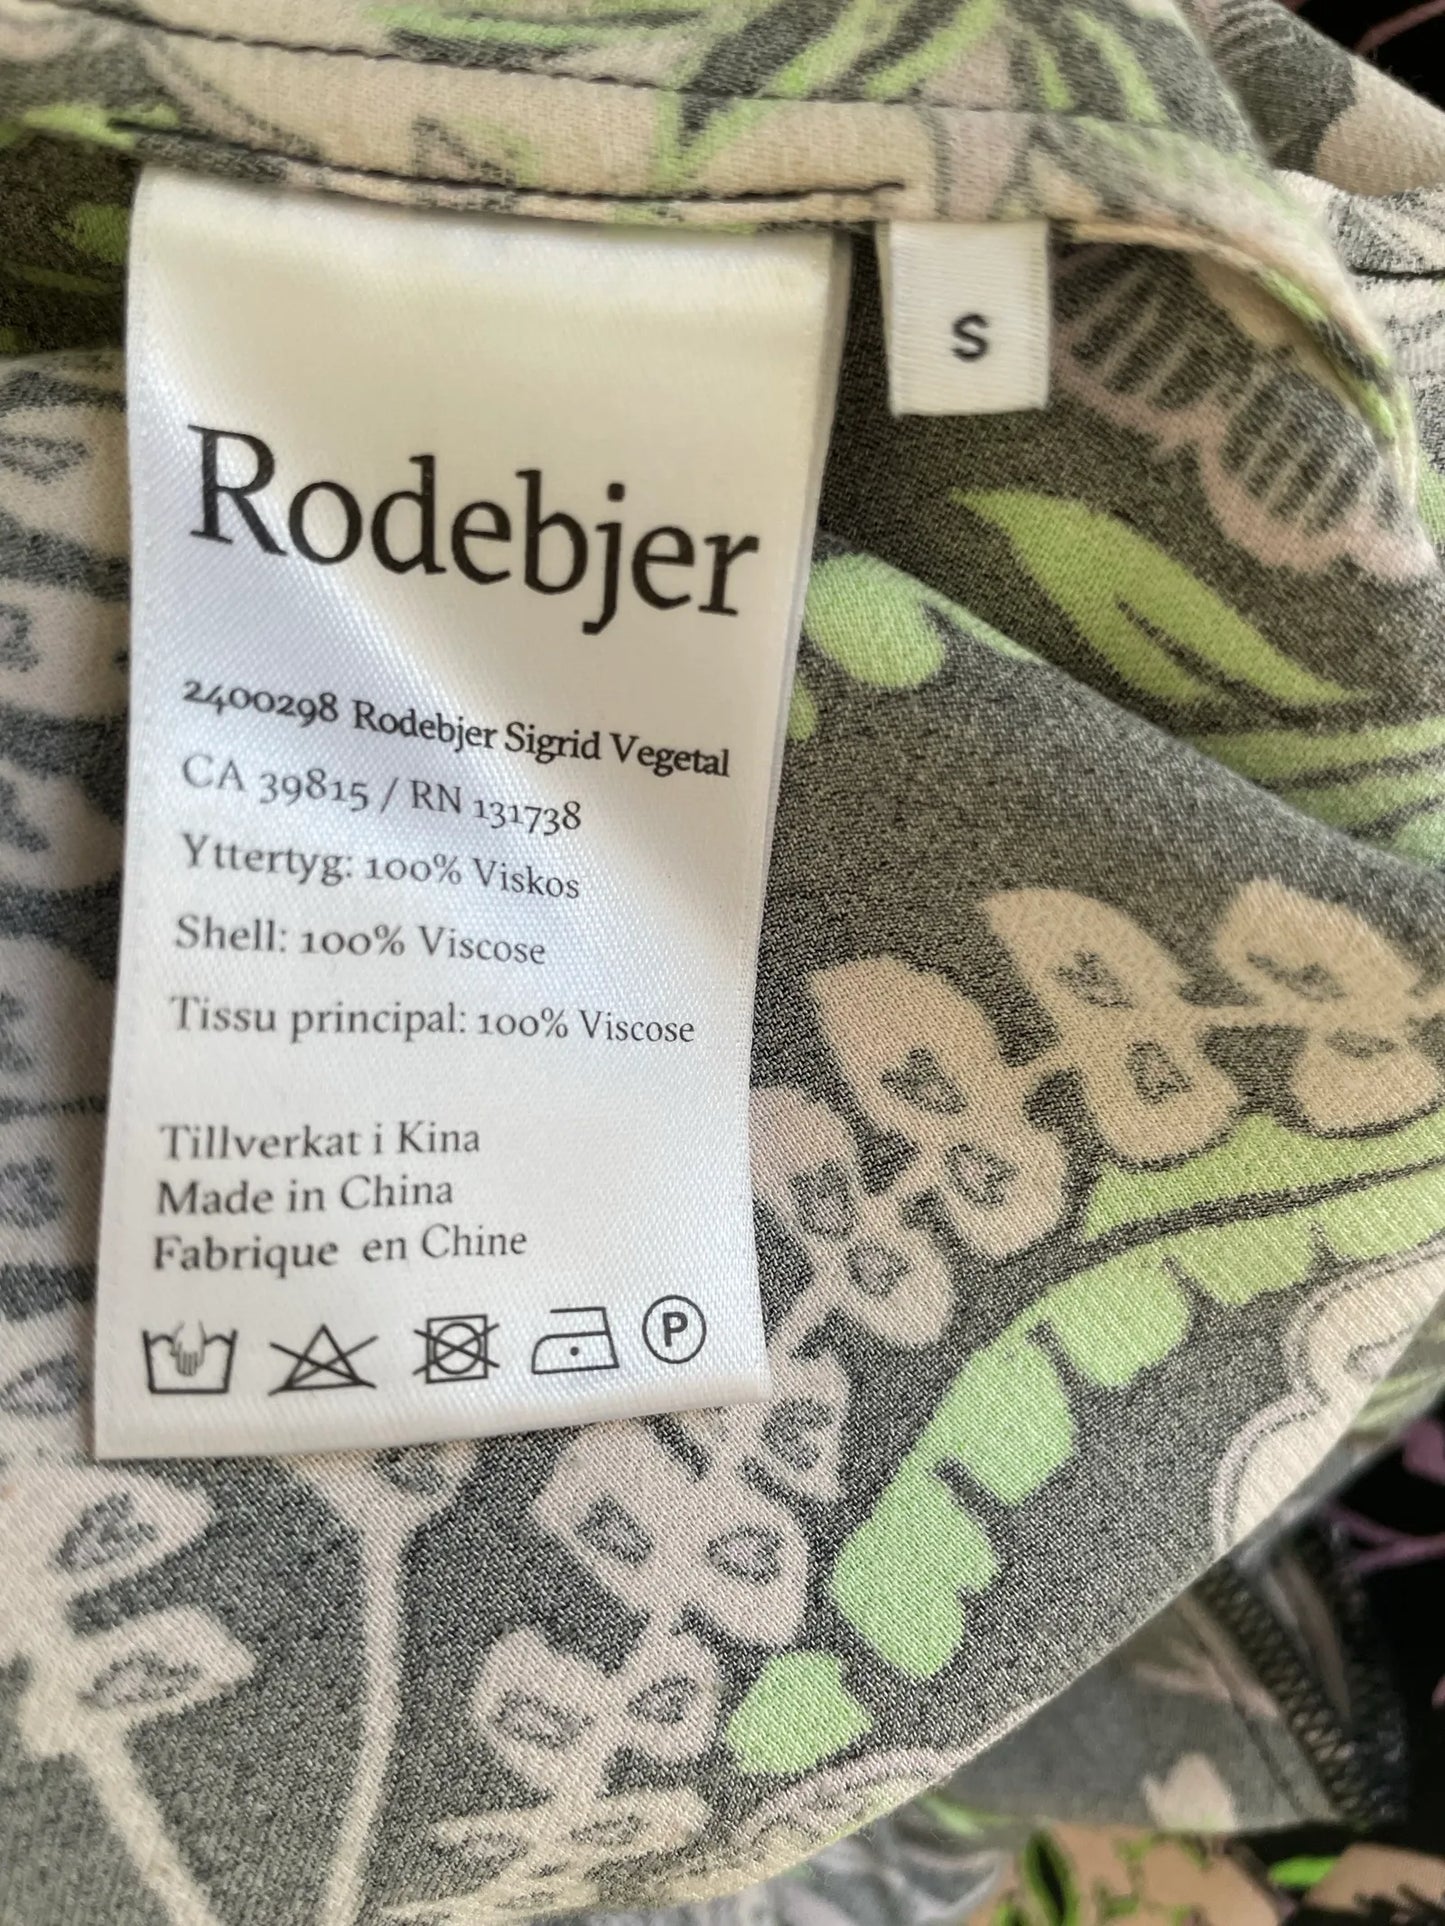 S
Rodebjer
2400298 Rodebjer Sigrid Vegetal
CA 39815 / RN 131738
Yttertyg: 100% Viskos
Shell: 100% Viscose
Tissu principal: 100% Viscose
Tillverkat i Kina
Made in China
Fabrique en Chine
P